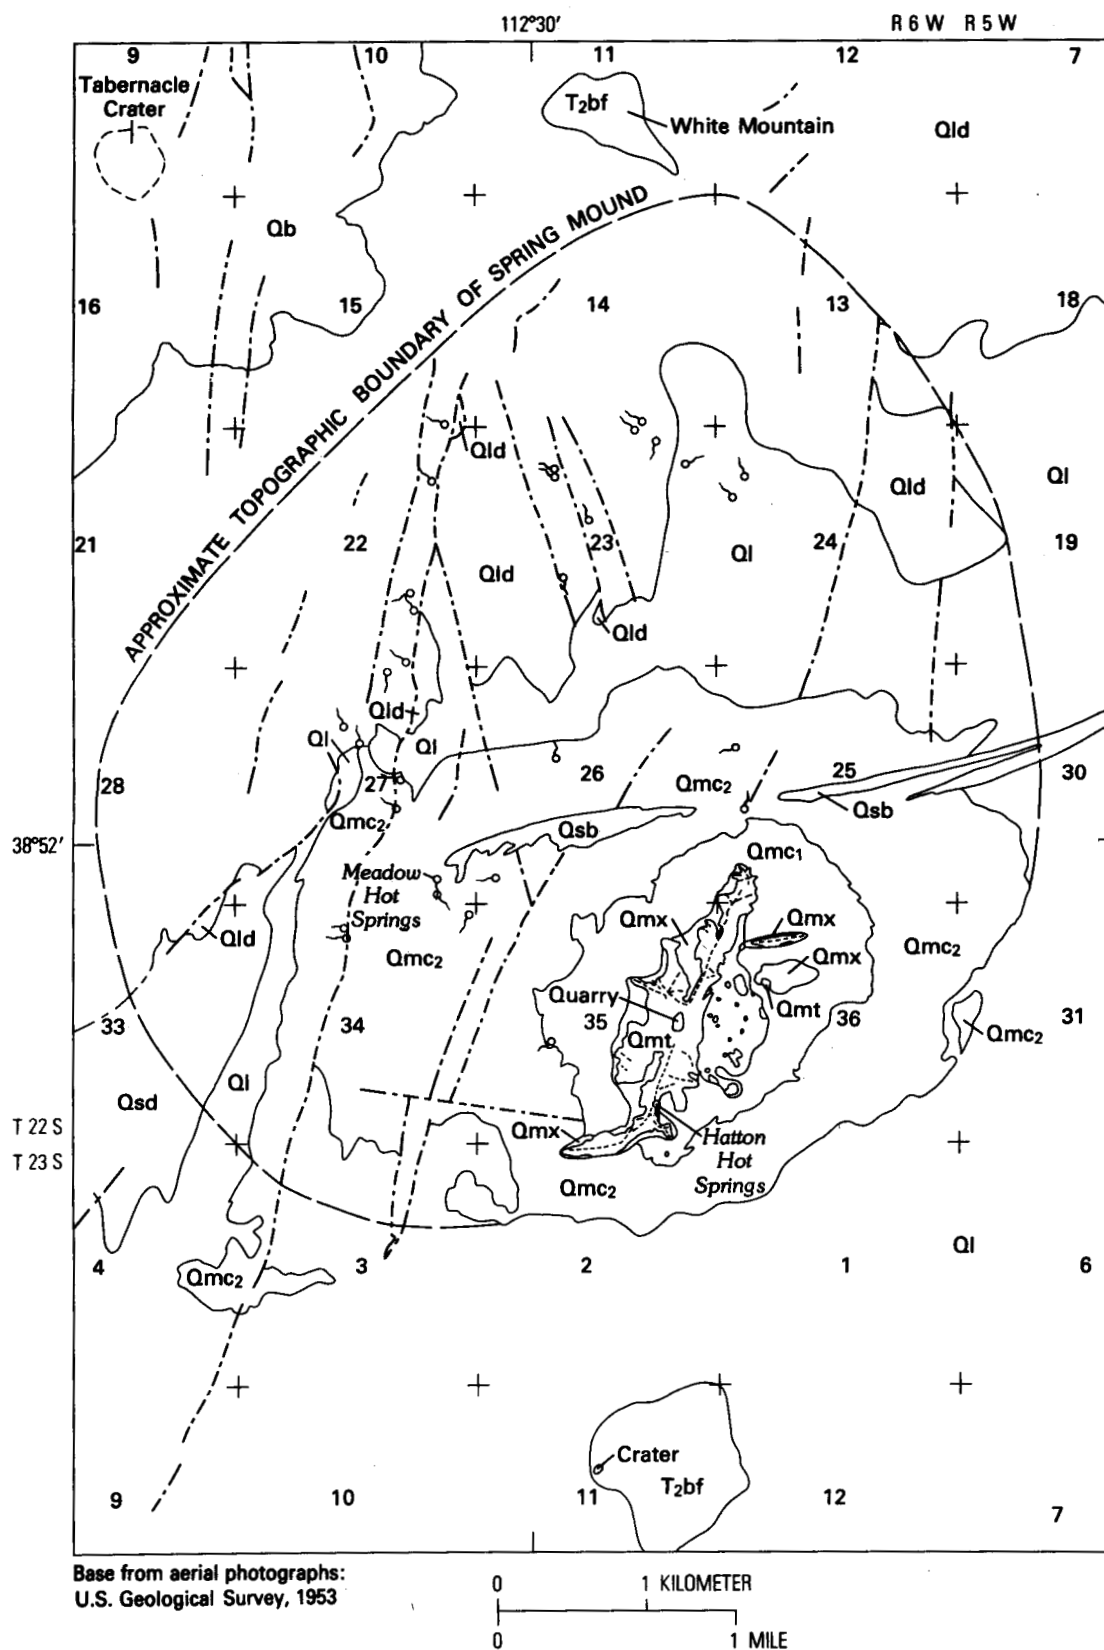 112°30′
R 6 W R 5 W
9
10
11
12
7
Tabernacle
Crater
T₂bf
White Mountain
Qld
Qb
APPROXIMATE TOPOGRAPHIC BOUNDARY OF SPRING MOUND
16
15
14
13
18
Qld
Qld
Ql
21
22
23
24
19
Qld
Ql
Qld
Qld
Ql
Ql
28
27
26
25
30
Qmc₂
Qsb
Qmc₂
Qsb
38°52′
Qmc₁
Meadow
Hot
Springs
Qmx
Qmx
Qld
Qmc₂
Qmx
Qmc₂
Quarry
Qmt
33
34
35
36
31
Qmt
Qmc₂
Ql
Qsd
T 22 S
T 23 S
Qmx
Hatton
Hot
Springs
Qmc₂
Ql
4
3
2
1
6
Qmc₂
Crater
T₂bf
9
10
11
12
7
Base from aerial photographs:
U.S. Geological Survey, 1953
0 1 KILOMETER
0 1 MILE